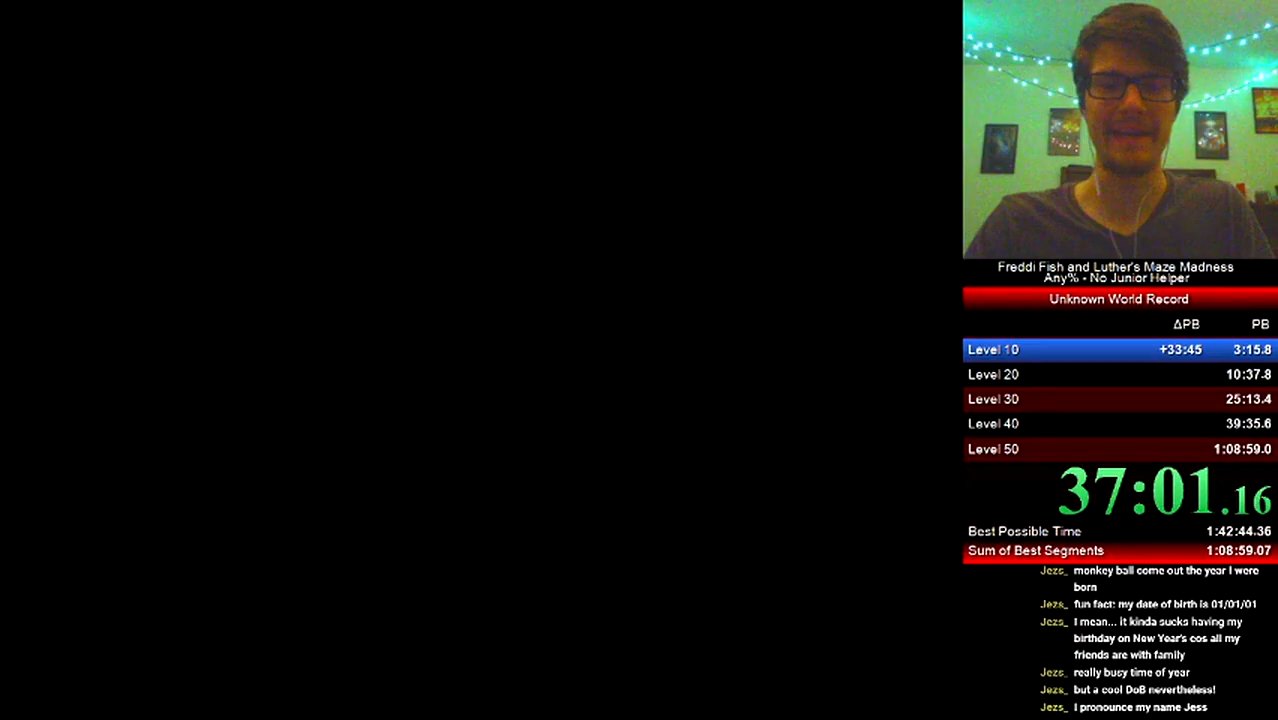 Freddi Fish and Luther's Maze Madness
Any% - No Junior Helper
Unknown World Record
ΔPB PB
Level 10 +33:45 3:15.8
Level 20 10:37.8
Level 30 25:13.4
Level 40 39:35.6
Level 50 1:08:59.0
37:01.16
Best Possible Time 1:42:44.36
Sum of Best Segments 1:08:59.07
Jezs_ monkey ball come out the year I were
born
Jezs_ fun fact: my date of birth is 01/01/01
Jezs_ I mean... it kinda sucks having my
birthday on New Year's cos all my
friends are with family
Jezs_ really busy time of year
Jezs_ but a cool DoB nevertheless!
Jezs_ I pronounce my name Jess